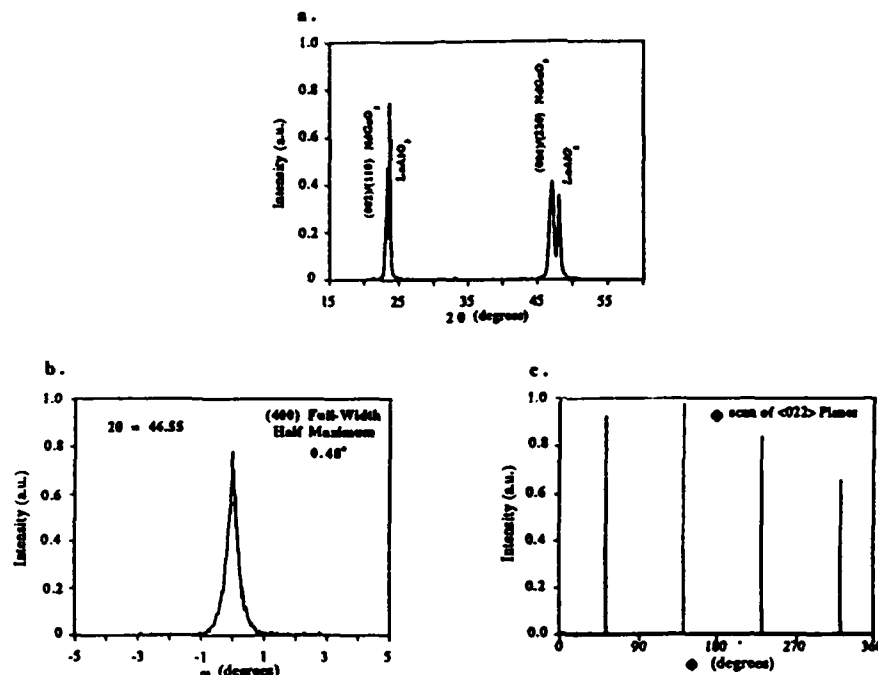 a.
1.0
0.8
0.6
0.4
0.2
0
Intensity (a.u.)
(002)/(110) NdGaO3
LaAlO3
(004)/(220) NdGaO3
LaAlO3
15 25 35 45 55
2θ (degrees)
b.
1.0
0.8
0.6
0.4
0.2
0
Intensity (a.u.)
2θ = 46.55
(400) Full-Width
Half Maximum
0.48°
-5 -3 -1 1 3 5
(degrees)
c.
1.0
0.8
0.6
0.4
0.2
0.0
Intensity (a.u.)
Φ scan of <022> Planes
0 90 180 270 360
Φ (degrees)